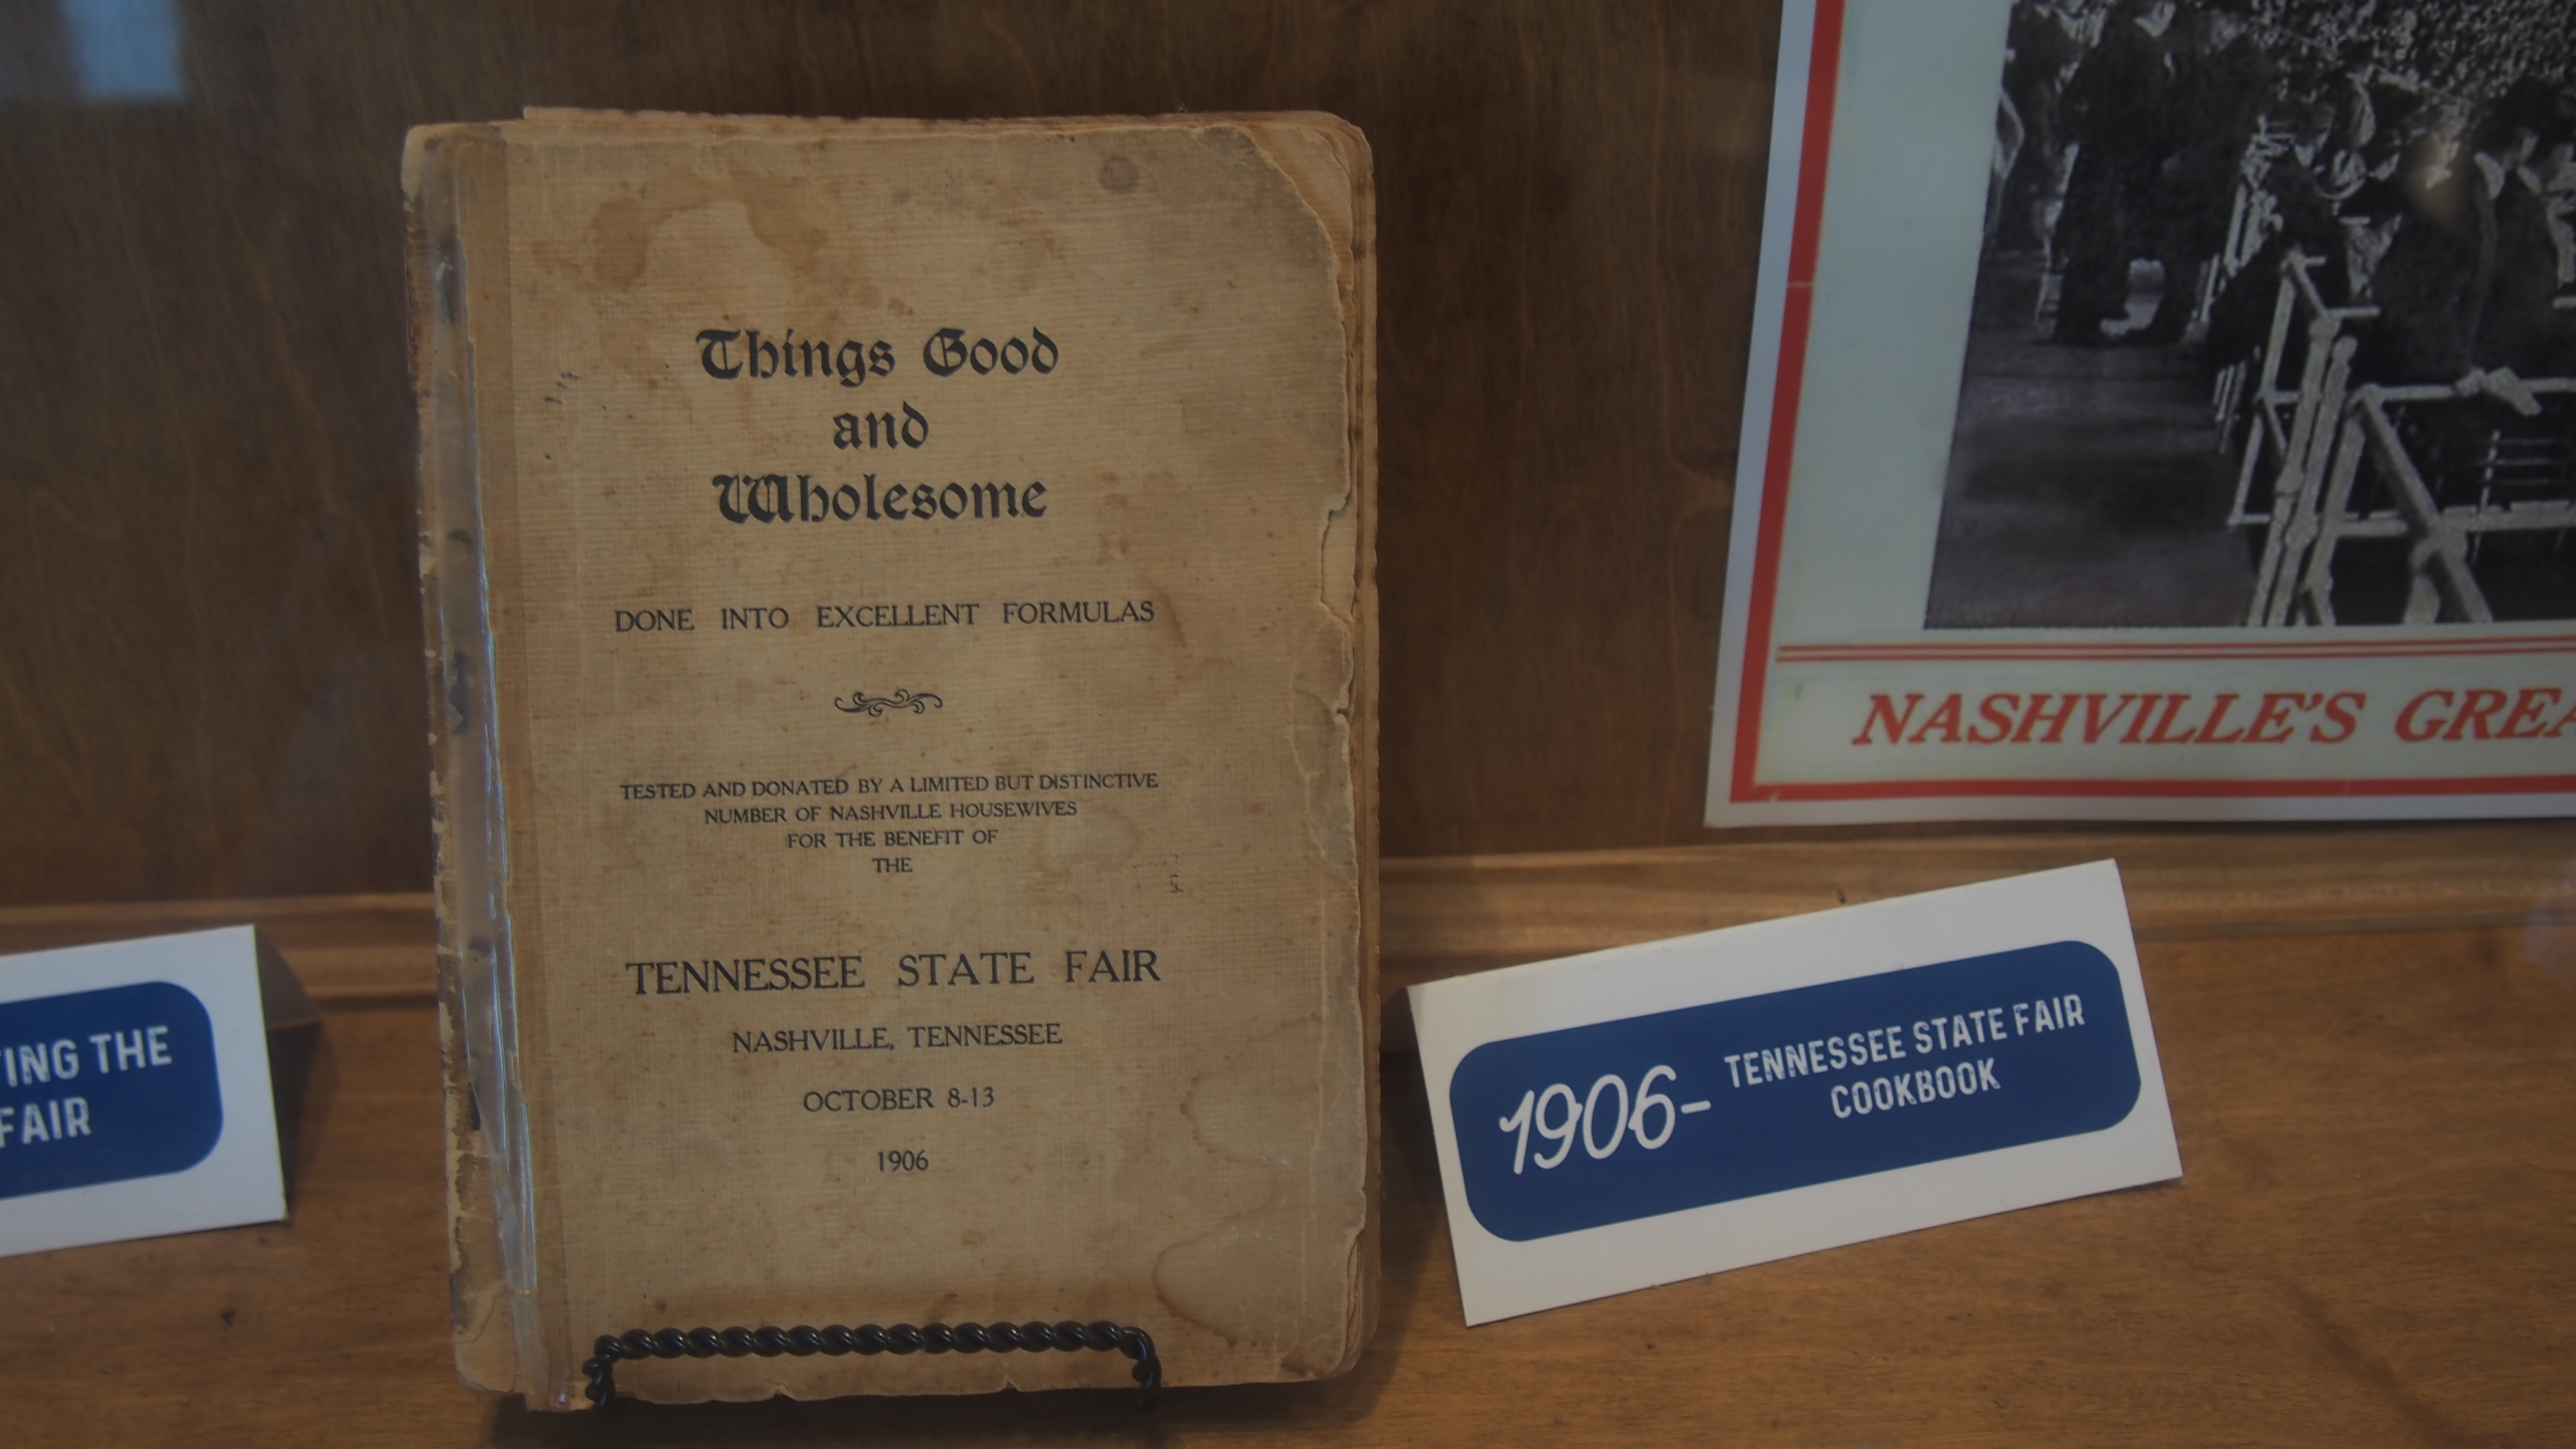 Things Good
and
Wholesome
DONE INTO EXCELLENT FORMULAS
TESTED AND DONATED BY A LIMITED BUT DISTINCTIVE
NUMBER OF NASHVILLE HOUSEWIVES
FOR THE BENEFIT OF
THE
TENNESSEE STATE FAIR
NASHVILLE, TENNESSEE
OCTOBER 8-13
1906
NASHVILLE'S
1906- TENNESSEE STATE FAIR
COOKBOOK
THE
FAIR